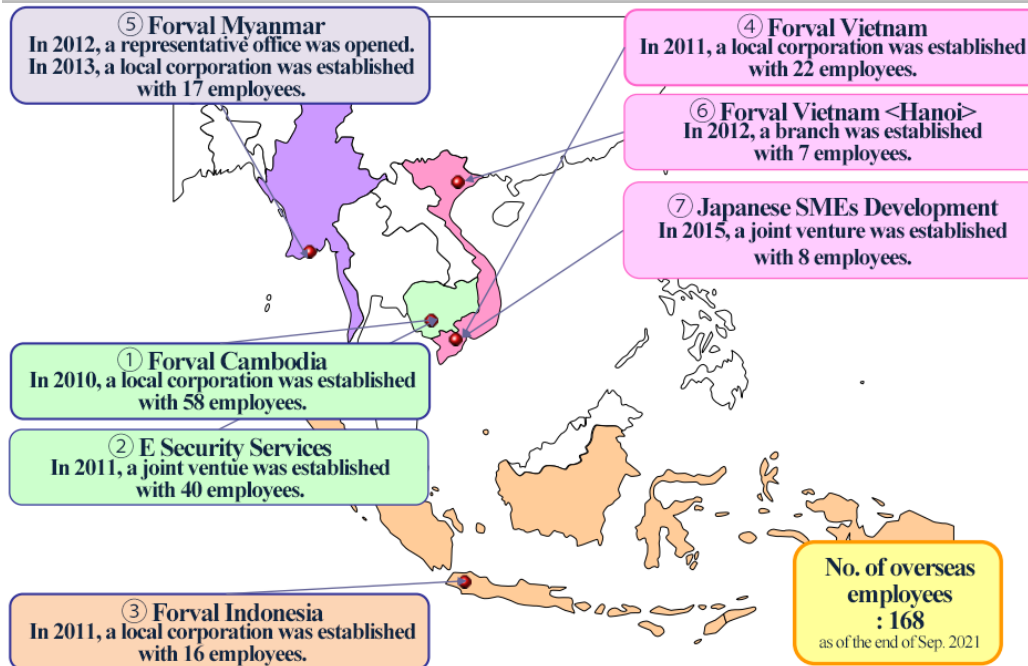 ⑤ Forval Myanmar
In 2012, a representative office was opened.
In 2013, a local corporation was established
with 17 employees.
④ Forval Vietnam
In 2011, a local corporation was established
with 22 employees.
⑥ Forval Vietnam <Hanoi>
In 2012, a branch was established
with 7 employees.
⑦ Japanese SMEs Development
In 2015, a joint venture was established
with 8 employees.
① Forval Cambodia
In 2010, a local corporation was established
with 58 employees.
② E Security Services
In 2011, a joint ventue was established
with 40 employees.
③ Forval Indonesia
In 2011, a local corporation was established
with 16 employees.
No. of overseas
employees
: 168
as of the end of Sep. 2021